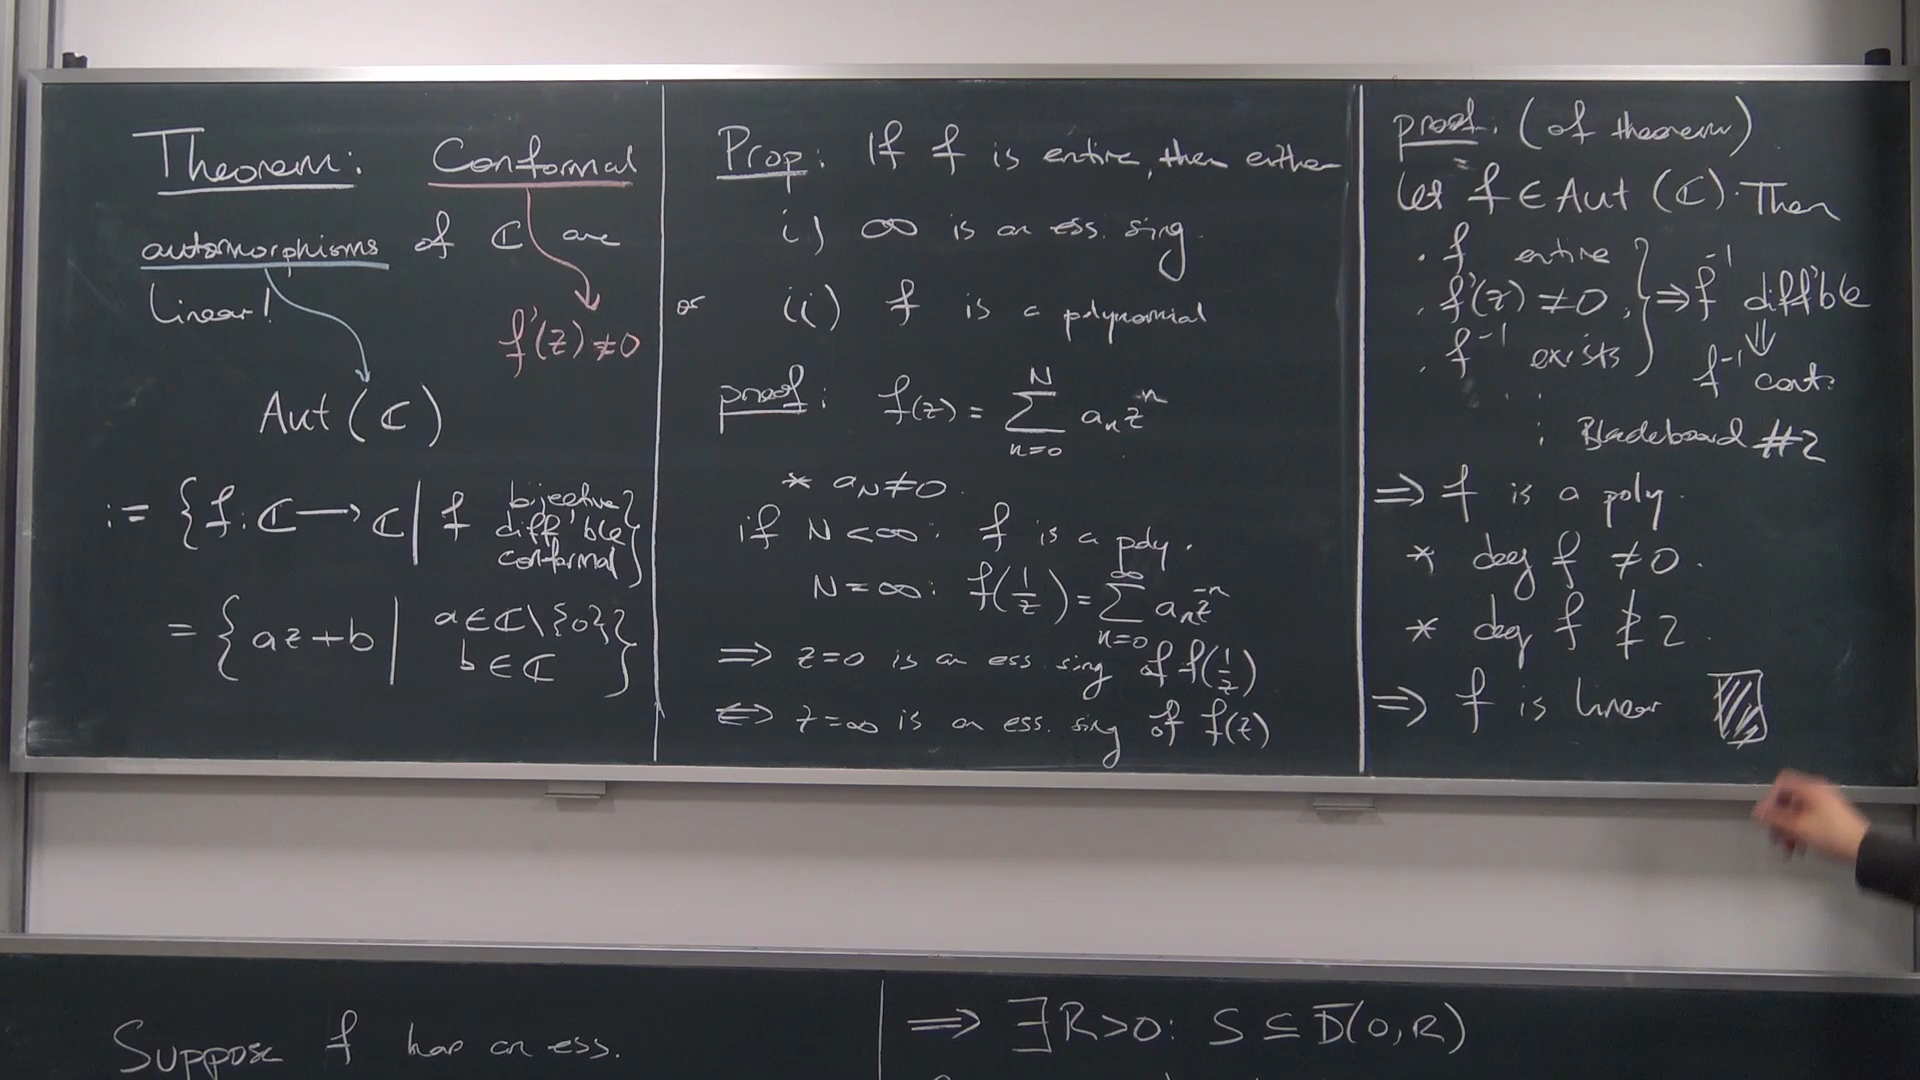 Theorem: Conformal
automorphisms of ℂ are
linear!
f'(z) ≠ 0
Aut(ℂ)
:= {f: ℂ → ℂ | f bijective
diff'ble
conformal}
= {az+b | a∈ℂ\{0}
b∈ℂ}
Prop: If f is entire, then either
i) ∞ is an ess. sing.
or ii) f is a polynomial
proof: f(z) = ∑_{n=0}^{N} a_n z^n
* a_N ≠ 0.
if N < ∞: f is a poly.
N = ∞: f(1/z) = ∑_{n=0}^{∞} a_n z^{-n}
⇒ z=0 is an ess. sing of f(1/z)
⇔ z=∞ is an ess. sing of f(z)
proof: (of theorem)
Let f ∈ Aut(ℂ). Then
· f entire
· f'(z) ≠ 0
· f^{-1} exists } ⇒ f^{-1} diff'ble
⇓
f^{-1} cont.
⋮ Blackboard #2
⇒ f is a poly.
* deg f ≠ 0.
* deg f ≱ 2.
⇒ f is linear
Suppose f has an ess.
⇒ ∃R>0: S ⊆ D̄(0,R)